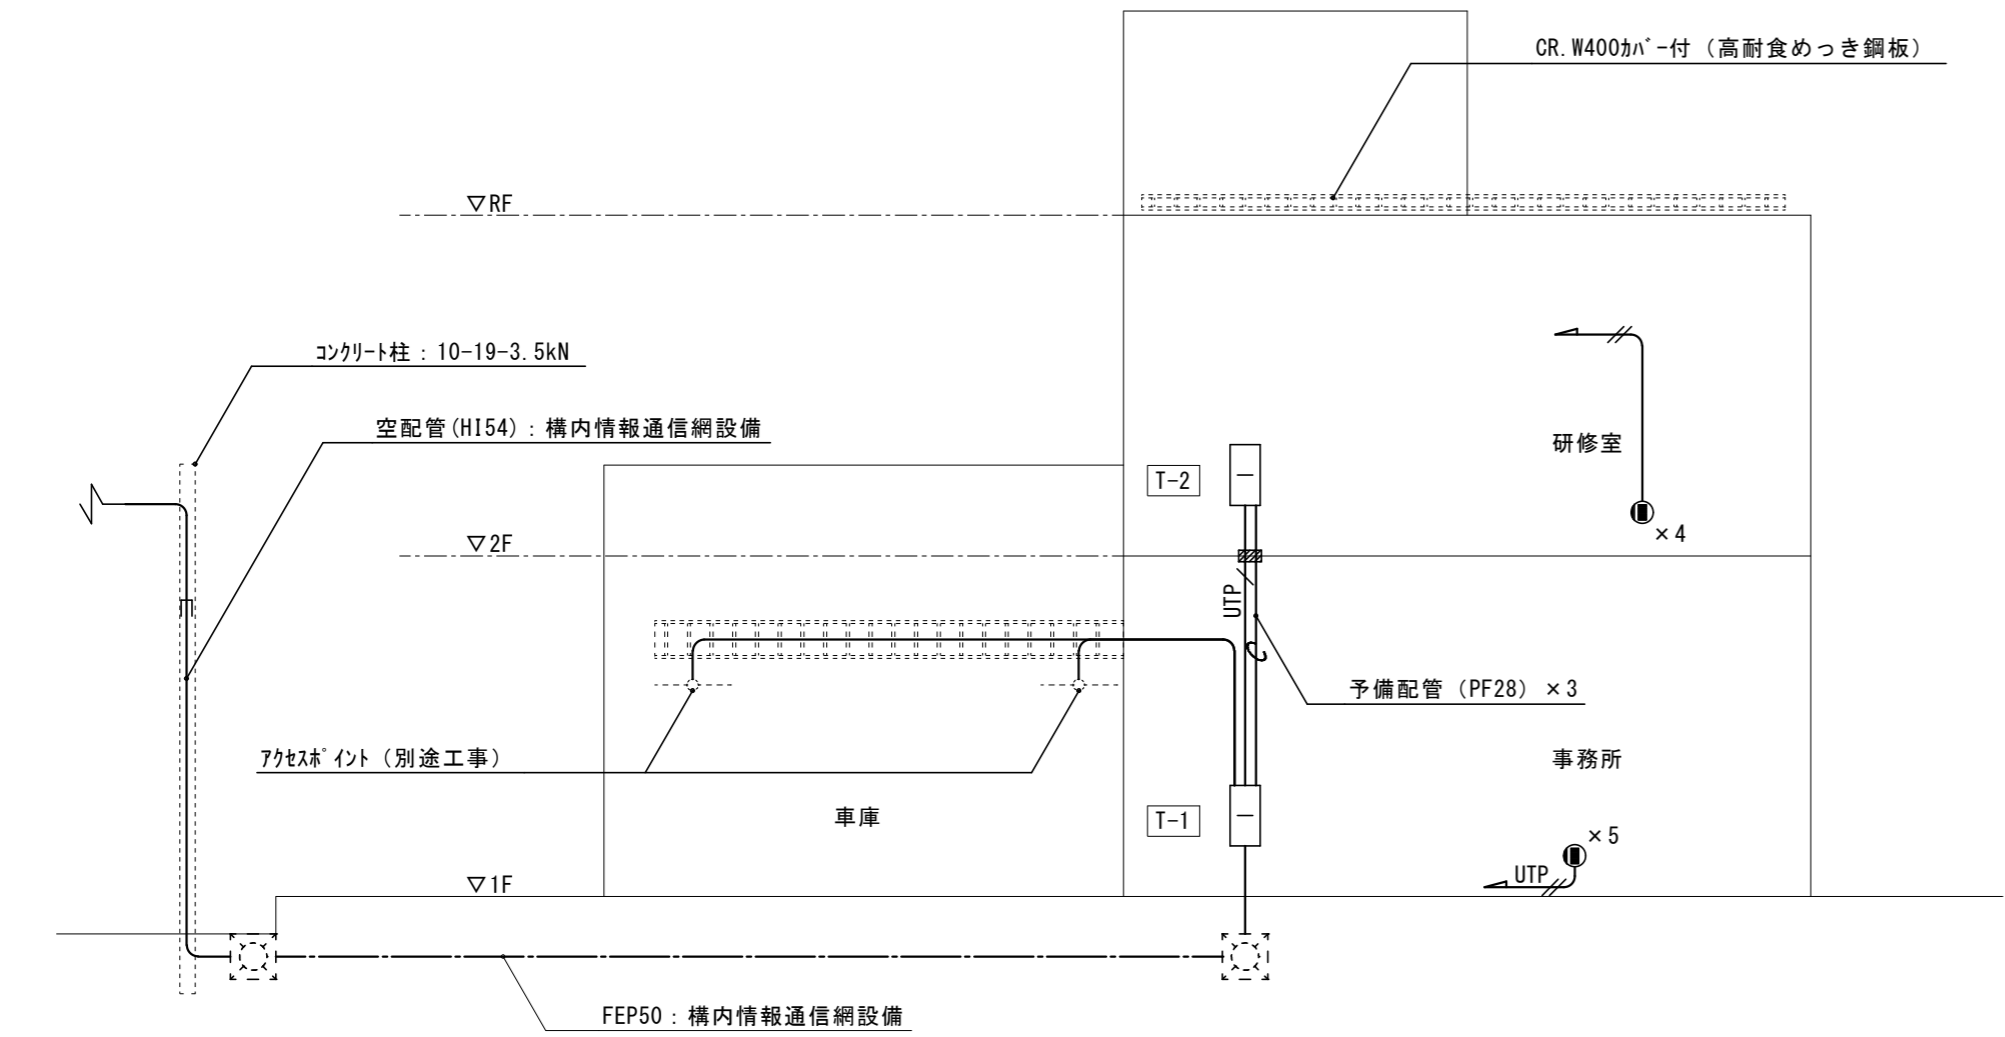 CR.W400ｶﾊﾞｰ付（高耐食めっき鋼板）
▽RF
ｺﾝｸﾘｰﾄ柱：10-19-3.5kN
空配管(HI54)：構内情報通信網設備
研修室
T-2
×4
▽2F
UTP
予備配管（PF28）×3
ｱｸｾｽﾎﾟｲﾝﾄ（別途工事）
事務所
車庫
T-1
×5
▽1F
UTP
FEP50：構内情報通信網設備